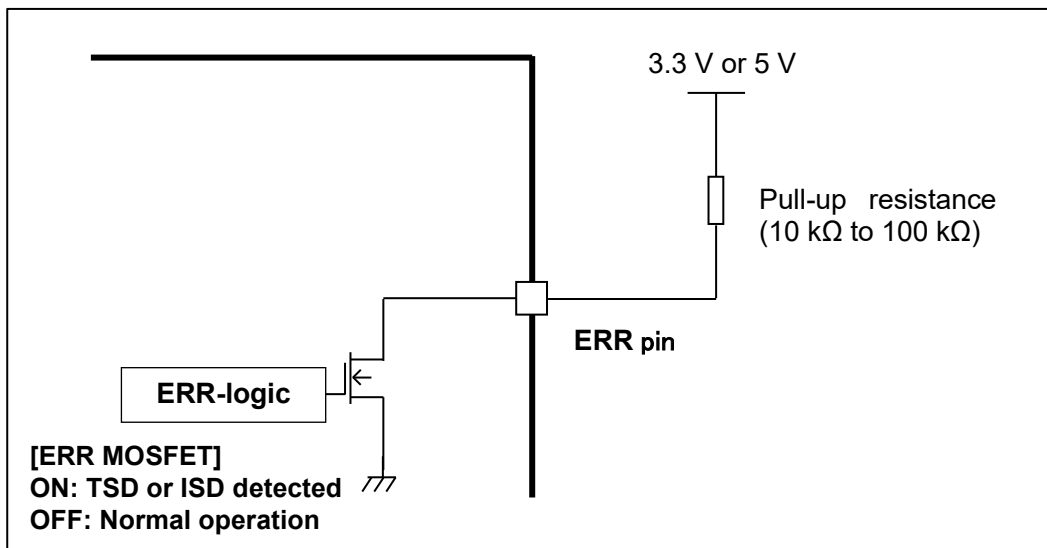 3.3 V or 5 V
Pull-up resistance
(10 kΩ to 100 kΩ)
ERR pin
ERR-logic
[ERR MOSFET]
ON: TSD or ISD detected
OFF: Normal operation